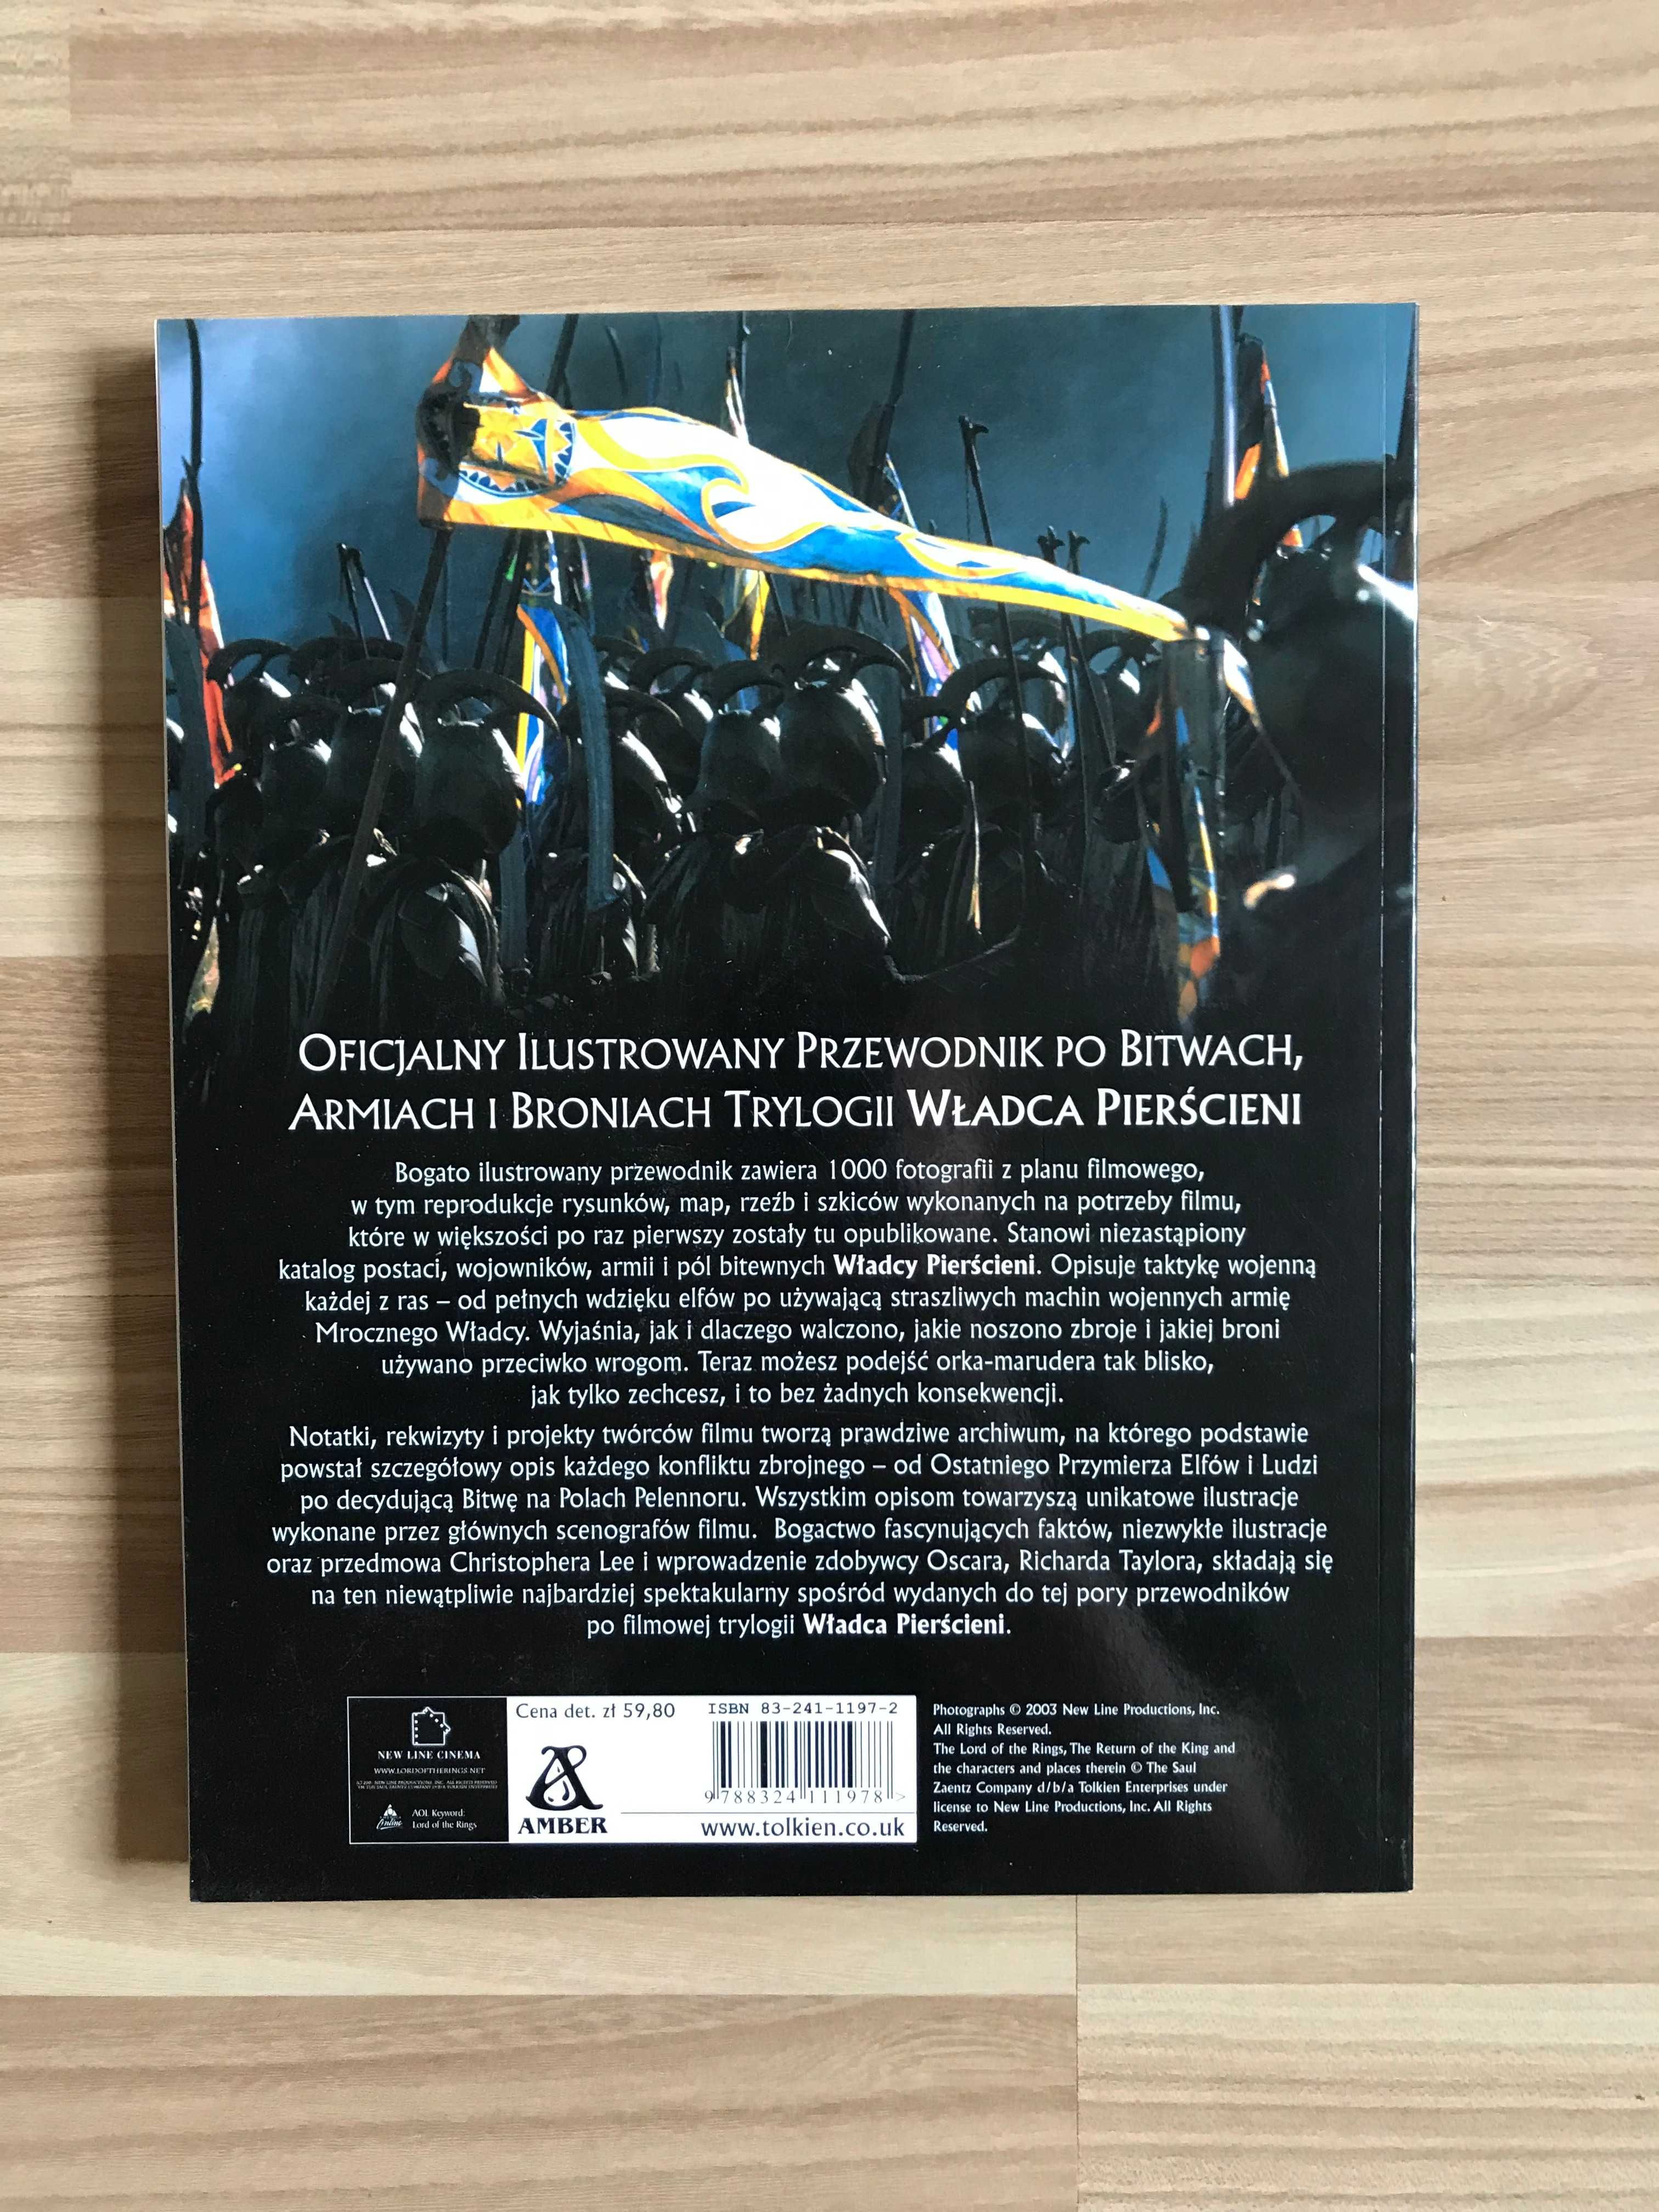 OFICJALNY ILUSTROWANY PRZEWODNIK PO BITWACH,
ARMIACH I BRONIACH TRYLOGII WŁADCA PIERŚCIENI
Bogato ilustrowany przewodnik zawiera 1000 fotografii z planu filmowego,
w tym reprodukcje rysunków, map, rzeźb i szkiców wykonanych na potrzeby filmu,
które w większości po raz pierwszy zostały tu opublikowane. Stanowi niezastąpiony
katalog postaci, wojowników, armii i pól bitewnych Władcy Pierścieni. Opisuje taktykę wojenną
każdej z ras – od pełnych wdzięku elfów po używającą straszliwych machin wojennych armię
Mrocznego Władcy. Wyjaśnia, jak i dlaczego walczono, jakie noszono zbroje i jakiej broni
używano przeciwko wrogom. Teraz możesz podejść orka-marudera tak blisko,
jak tylko zechcesz, i to bez żadnych konsekwencji.
Notatki, rekwizyty i projekty twórców filmu tworzą prawdziwe archiwum, na którego podstawie
powstał szczegółowy opis każdego konfliktu zbrojnego – od Ostatniego Przymierza Elfów i Ludzi
po decydującą Bitwę na Polach Pelennoru. Wszystkim opisom towarzyszą unikatowe ilustracje
wykonane przez głównych scenografów filmu. Bogactwo fascynujących faktów, niezwykłe ilustracje
oraz przedmowa Christophera Lee i wprowadzenie zdobywcy Oscara, Richarda Taylora, składają się
na ten niewątpliwie najbardziej spektakularny spośród wydanych do tej pory przewodników
po filmowej trylogii Władca Pierścieni.
NEW LINE CINEMA
WWW.LORDOFTHERINGS.NET
AOL Keyword:
Lord of the Rings
Cena det. zł 59,80
AMBER
ISBN 83-241-1197-2
9 788324 111978 >
www.tolkien.co.uk
Photographs © 2003 New Line Productions, Inc.
All Rights Reserved.
The Lord of the Rings, The Return of the King and
the characters and places therein © The Saul
Zaentz Company d/b/a Tolkien Enterprises under
license to New Line Productions, Inc. All Rights
Reserved.